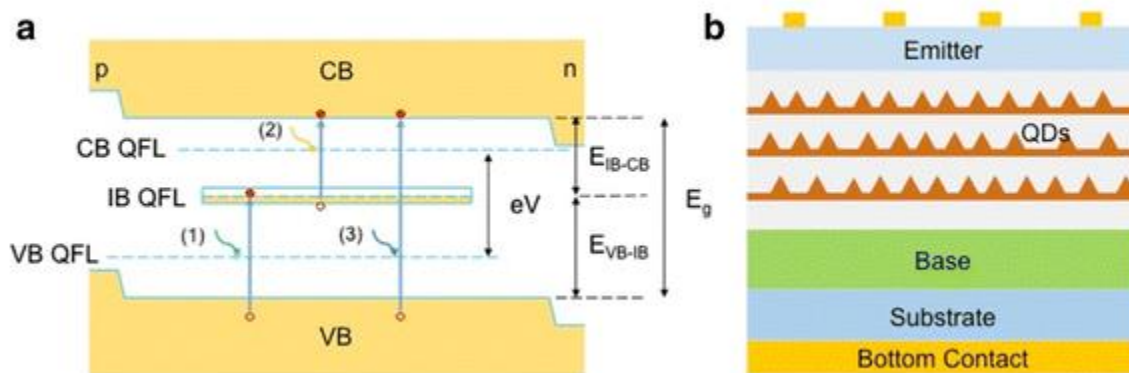 a
p
CB
n
(2)
CB QFL
E_IB-CB
IB QFL
eV
E_g
(1)
(3)
E_VB-IB
VB QFL
VB
b
Emitter
QDs
Base
Substrate
Bottom Contact